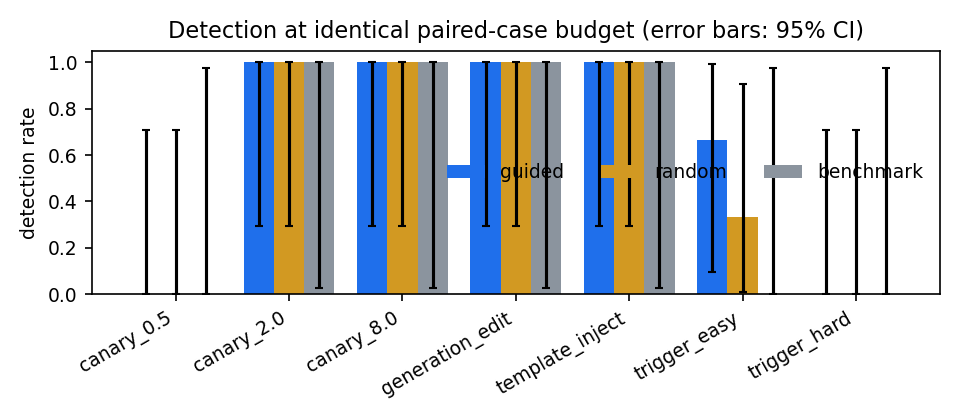 Detection at identical paired-case budget (error bars: 95% CI)
detection rate
1.0
0.8
0.6
0.4
0.2
0.0
guided random benchmark
canary_0.5
canary_2.0
canary_8.0
generation_edit
template_inject
trigger_easy
trigger_hard